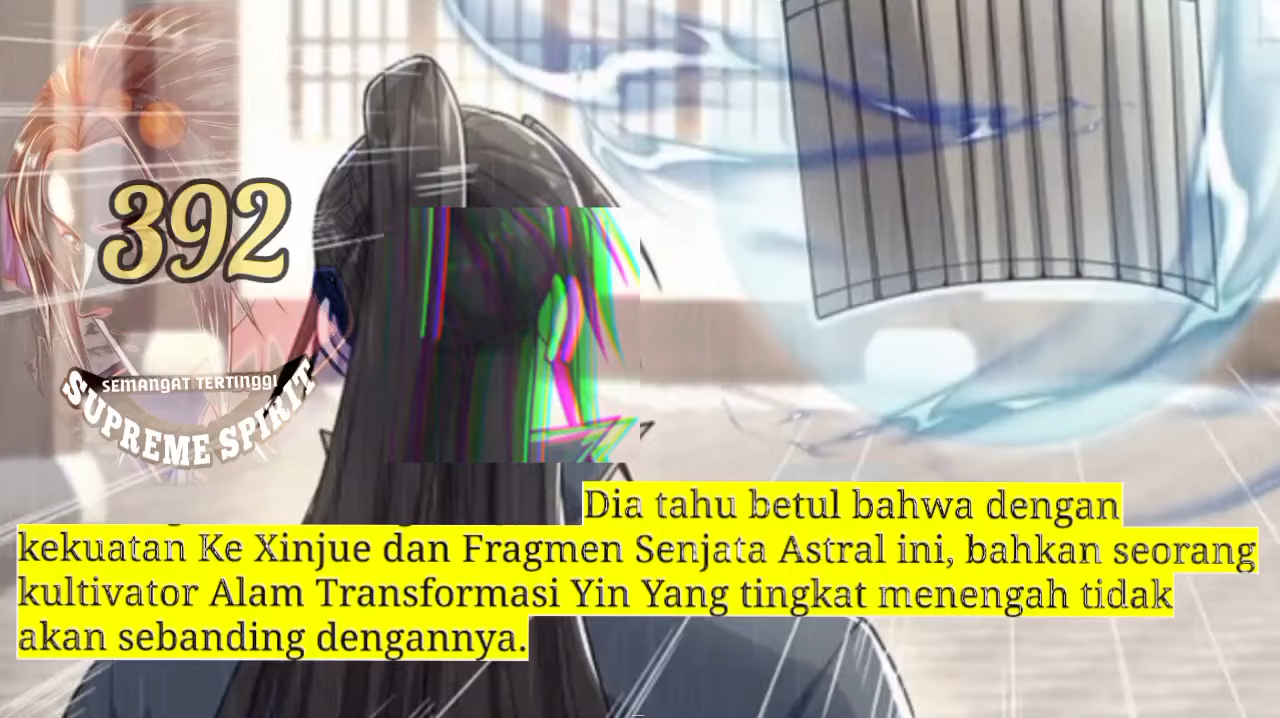 392
SEMANGAT TERTINGGI
SUPREME SPIRIT
Dia tahu betul bahwa dengan
kekuatan Ke Xinjue dan Fragmen Senjata Astral ini, bahkan seorang
kultivator Alam Transformasi Yin Yang tingkat menengah tidak
akan sebanding dengannya.